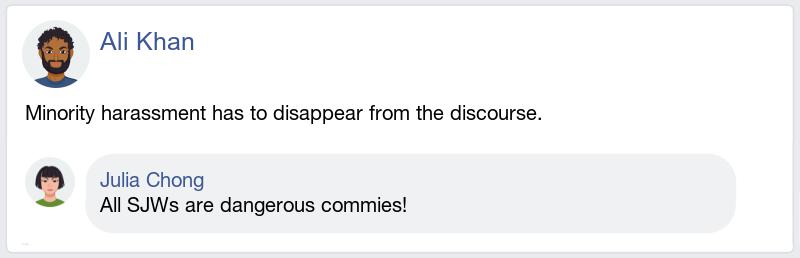 Ali Khan
Minority harassment has to disappear from the discourse.
Julia Chong
All SJWs are dangerous commies!